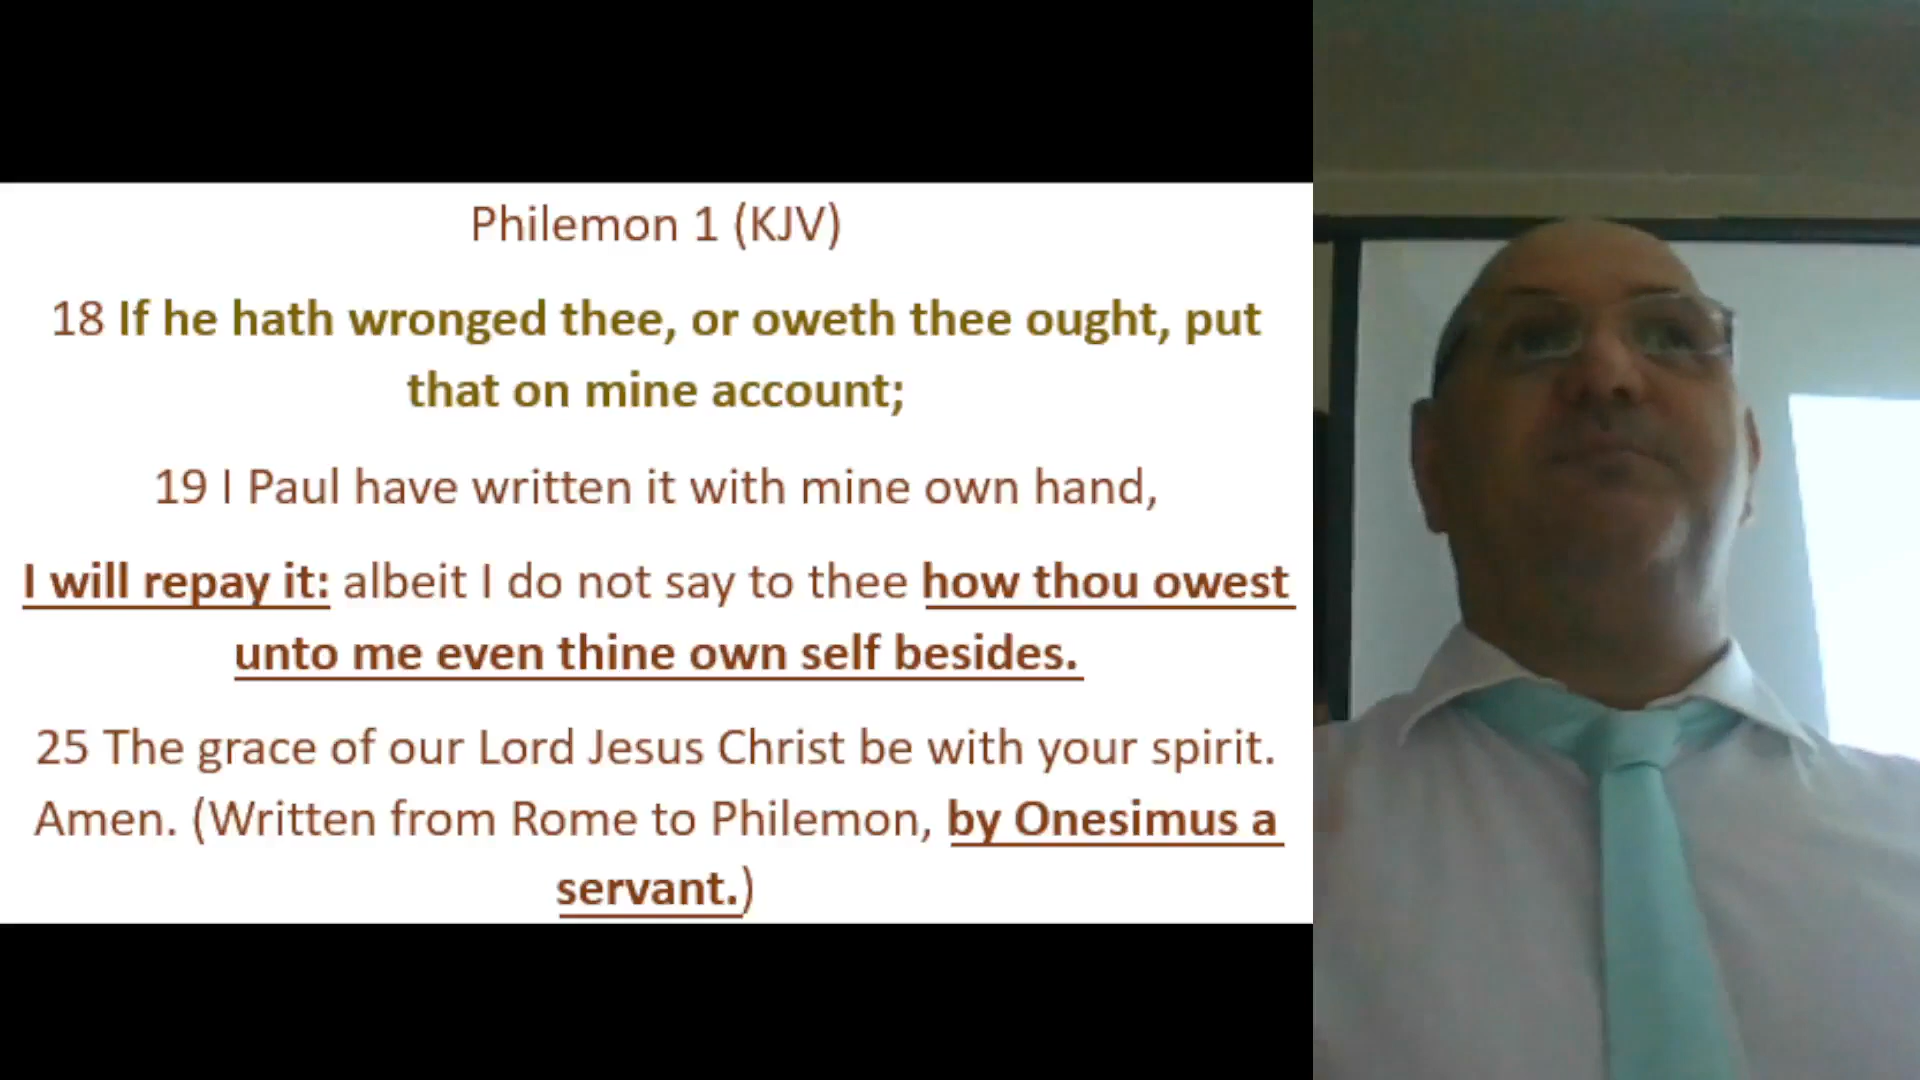 Philemon 1 (KJV)
18 If he hath wronged thee, or oweth thee ought, put
that on mine account;
19 I Paul have written it with mine own hand,
I will repay it: albeit I do not say to thee how thou owest
unto me even thine own self besides.
25 The grace of our Lord Jesus Christ be with your spirit.
Amen. (Written from Rome to Philemon, by Onesimus a
servant.)